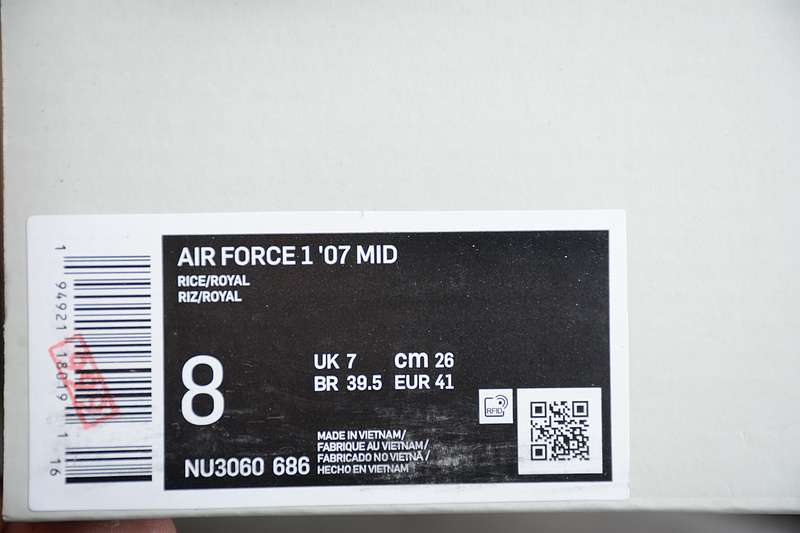 AIR FORCE 1 '07 MID
RICE/ROYAL
RIZ/ROYAL
8
UK 7 cm 26
BR 39.5 EUR 41
RFID
NU3060 686
MADE IN VIETNAM/
FABRIQUE AU VIETNAM/
FABRICADO NO VIETNÃ /
HECHO EN VIETNAM
1 94921 18019 1 16